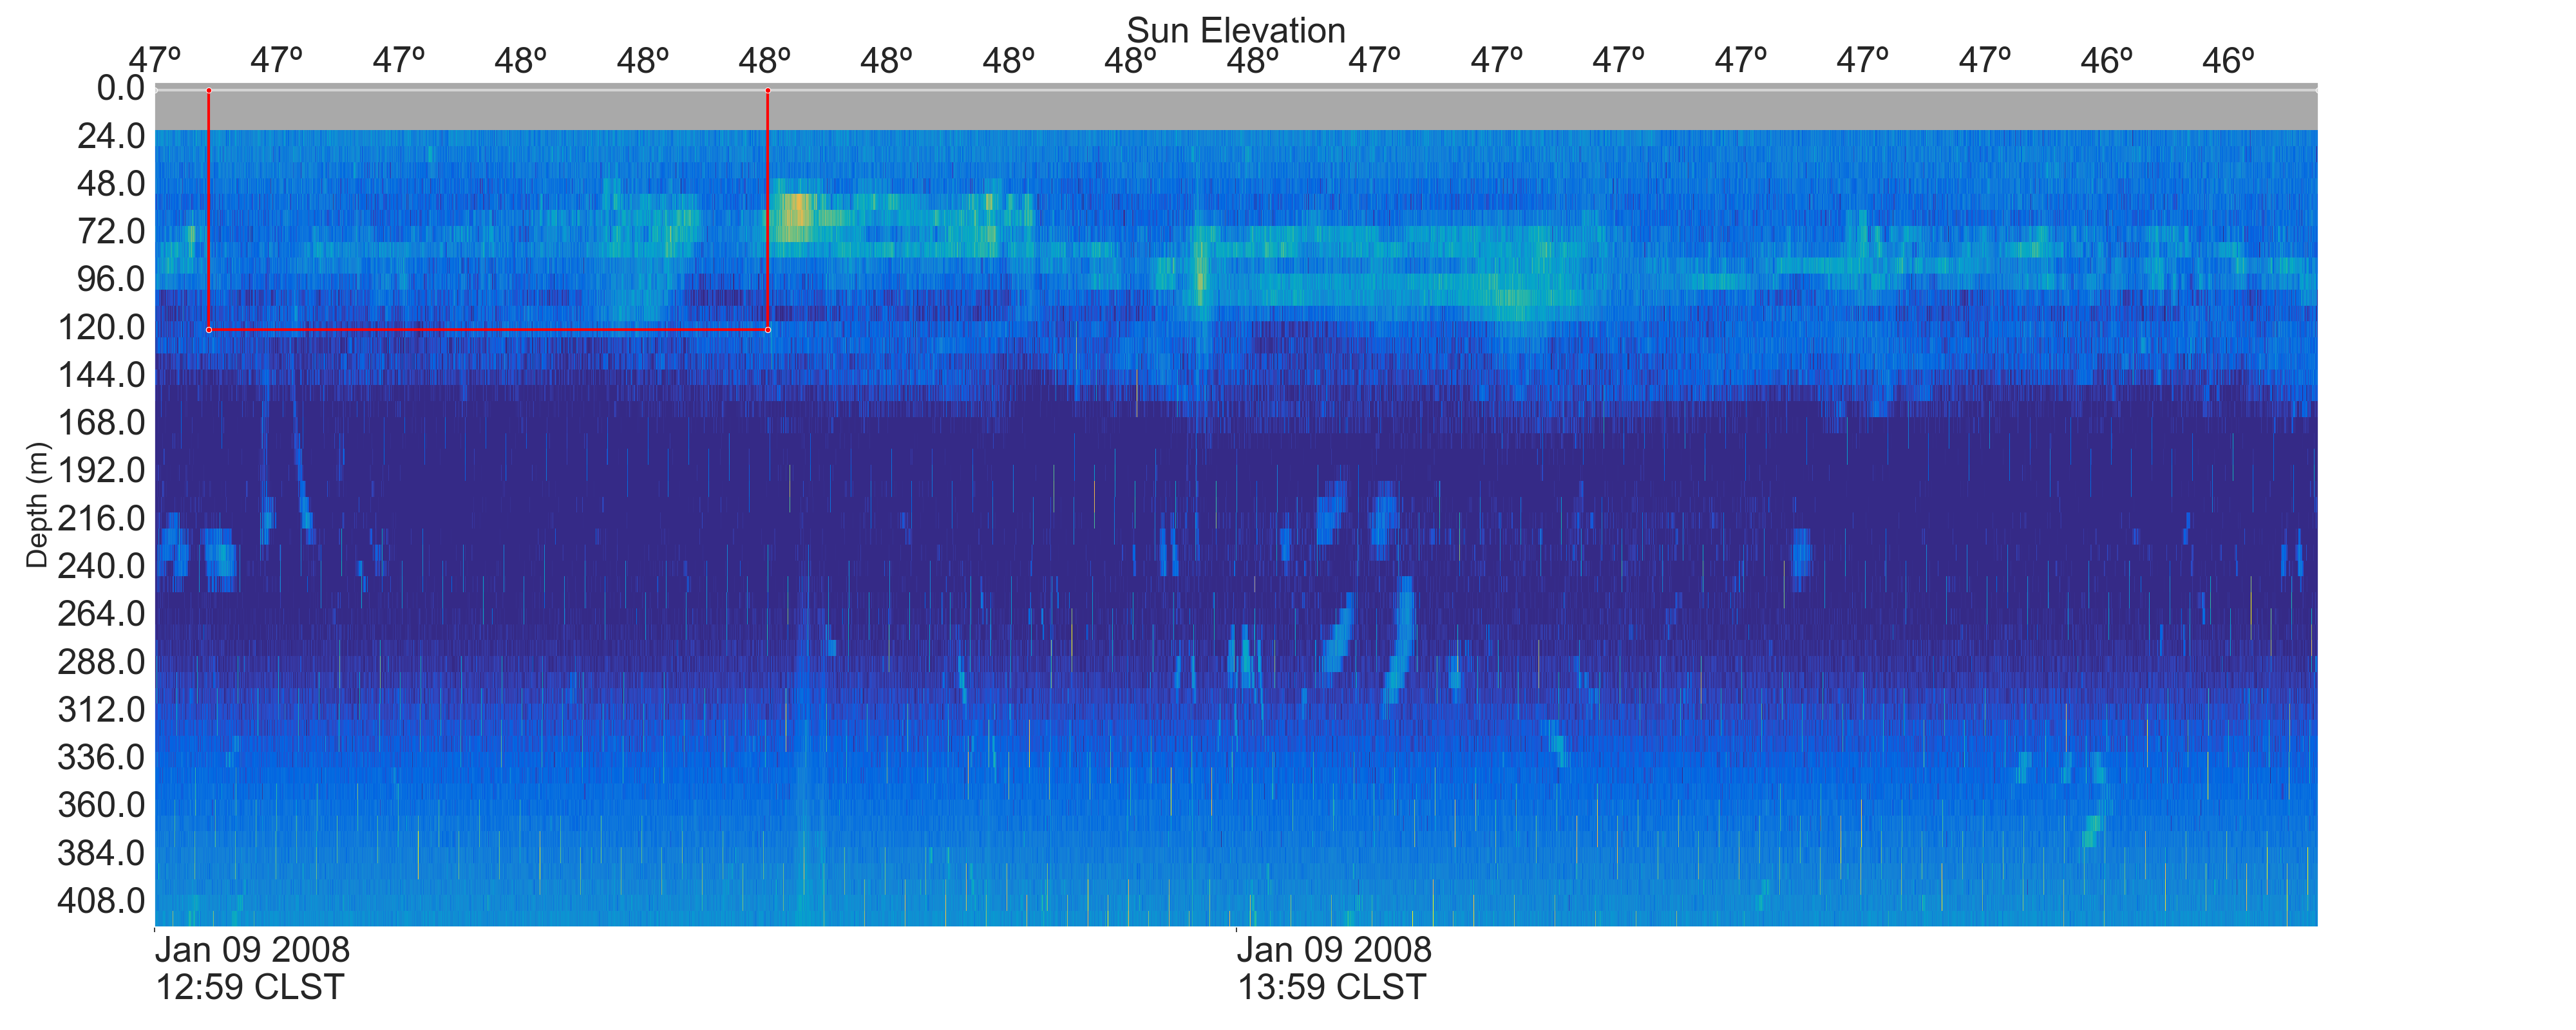 Sun Elevation
47º 47º 47º 48º 48º 48º 48º 48º 48º 48º 47º 47º 47º 47º 47º 47º 46º 46º
0.0
24.0
48.0
72.0
96.0
120.0
144.0
168.0
192.0
216.0
240.0
264.0
288.0
312.0
336.0
360.0
384.0
408.0
Depth (m)
Jan 09 2008
12:59 CLST
Jan 09 2008
13:59 CLST